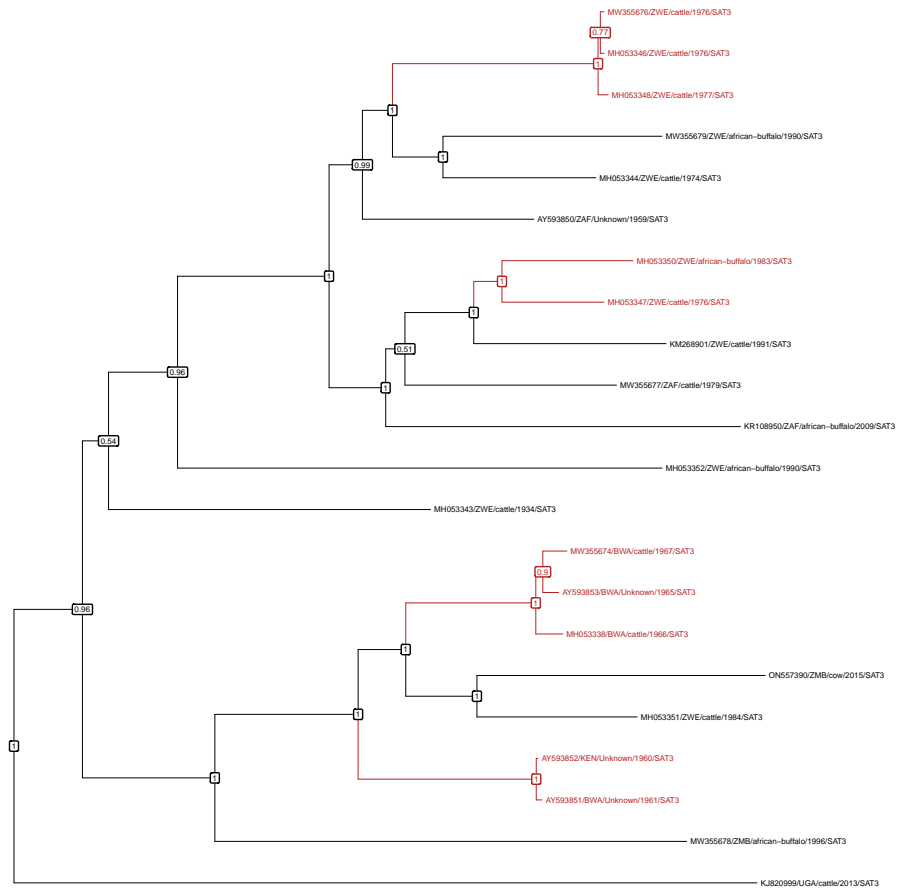 MW355676/ZWE/cattle/1976/SAT3
0.77
MH053346/ZWE/cattle/1976/SAT3
1
MH053348/ZWE/cattle/1977/SAT3
1
MW355679/ZWE/african−buffalo/1990/SAT3
1
0.99
MH053344/ZWE/cattle/1974/SAT3
AY593850/ZAF/Unknown/1959/SAT3
MH053350/ZWE/african−buffalo/1983/SAT3
1
1
MH053347/ZWE/cattle/1976/SAT3
1
KM268901/ZWE/cattle/1991/SAT3
0.51
0.96
MW355677/ZAF/cattle/1979/SAT3
1
KR108950/ZAF/african−buffalo/2009/SAT3
0.54
MH053352/ZWE/african−buffalo/1990/SAT3
MH053343/ZWE/cattle/1934/SAT3
MW355674/BWA/cattle/1967/SAT3
0.9
AY593853/BWA/Unknown/1965/SAT3
1
0.96
MH053338/BWA/cattle/1966/SAT3
1
ON557390/ZMB/cow/2015/SAT3
1
1
MH053351/ZWE/cattle/1984/SAT3
1
AY593852/KEN/Unknown/1960/SAT3
1
1
AY593851/BWA/Unknown/1961/SAT3
MW355678/ZMB/african−buffalo/1996/SAT3
KJ820999/UGA/cattle/2013/SAT3